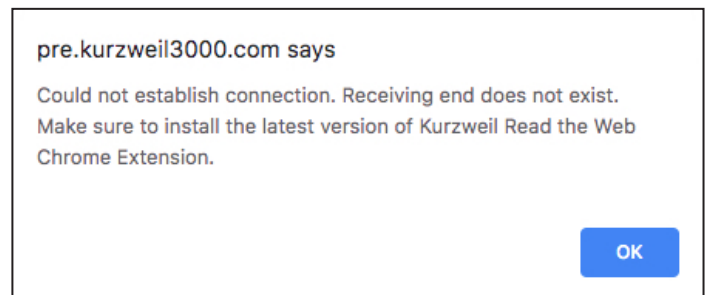 pre.kurzweil3000.com says
Could not establish connection. Receiving end does not exist.
Make sure to install the latest version of Kurzweil Read the Web
Chrome Extension.
OK